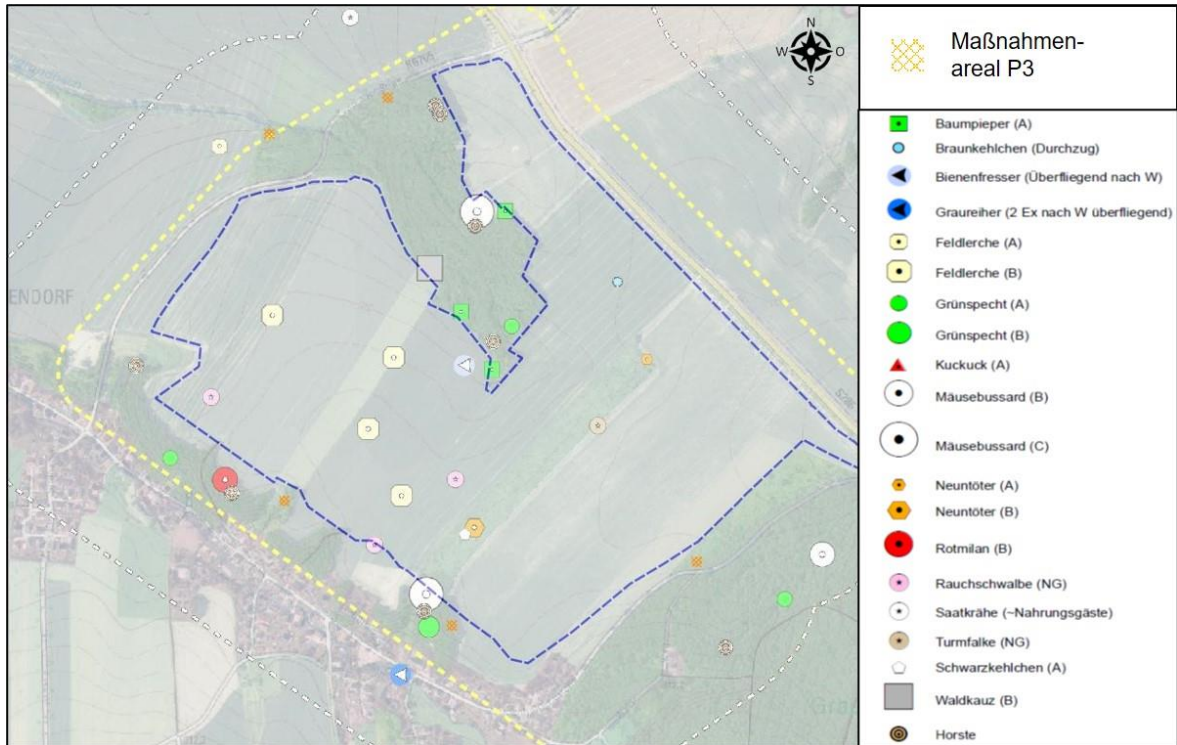 N
W O
S
ENDORF
Maßnahmen-
areal P3
Baumpieper (A)
Braunkehlchen (Durchzug)
Bienenfresser (Überfliegend nach W)
Graureiher (2 Ex nach W überfliegend)
Feldlerche (A)
Feldlerche (B)
Grünspecht (A)
Grünspecht (B)
Kuckuck (A)
Mäusebussard (B)
Mäusebussard (C)
Neuntöter (A)
Neuntöter (B)
Rotmilan (B)
Rauchschwalbe (NG)
Saatkrähe (~Nahrungsgäste)
Turmfalke (NG)
Schwarzkehlchen (A)
Waldkauz (B)
Horste